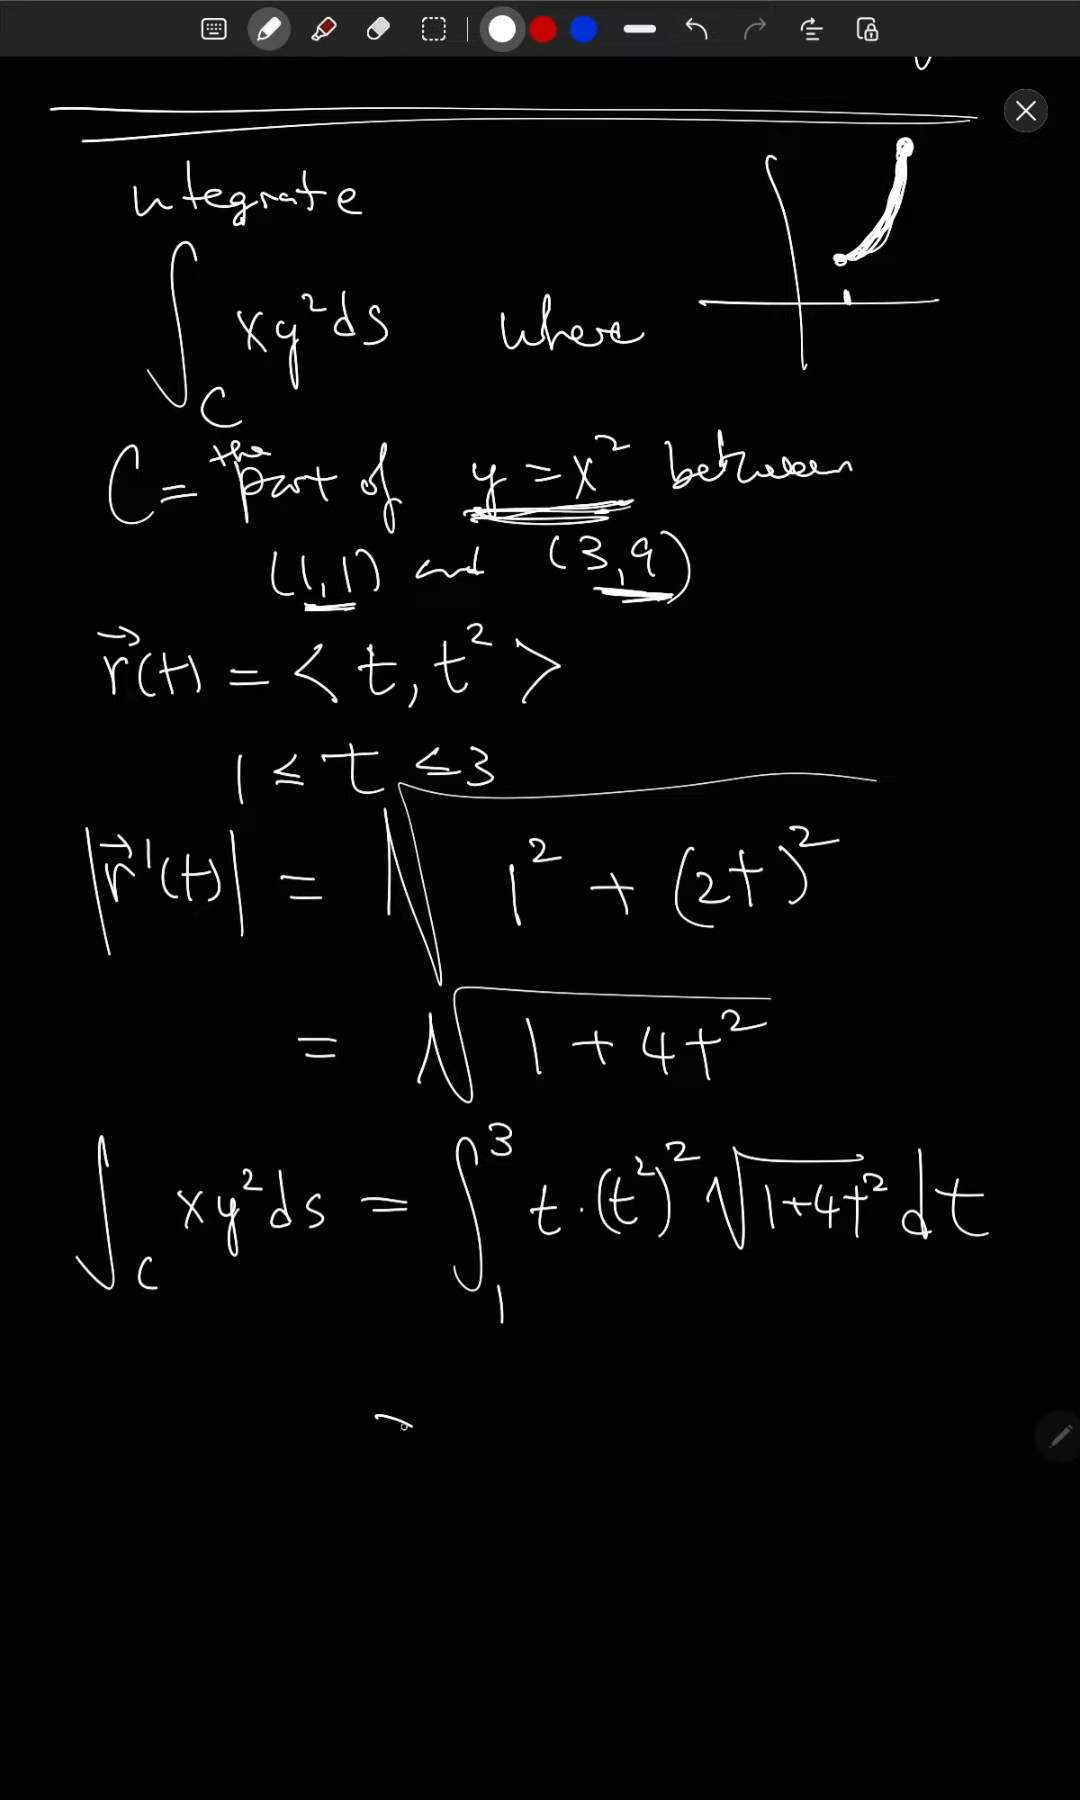 ntegrate
∫_C xy²ds where
C = the part of y = x² between
(1,1) and (3,9)
r⃗(t) = < t, t² >
1 ≤ t ≤ 3
|r⃗'(t)| = √(1² + (2t)²)
= √(1 + 4t²)
∫_C xy²ds = ∫₁³ t·(t²)² √(1+4t²) dt